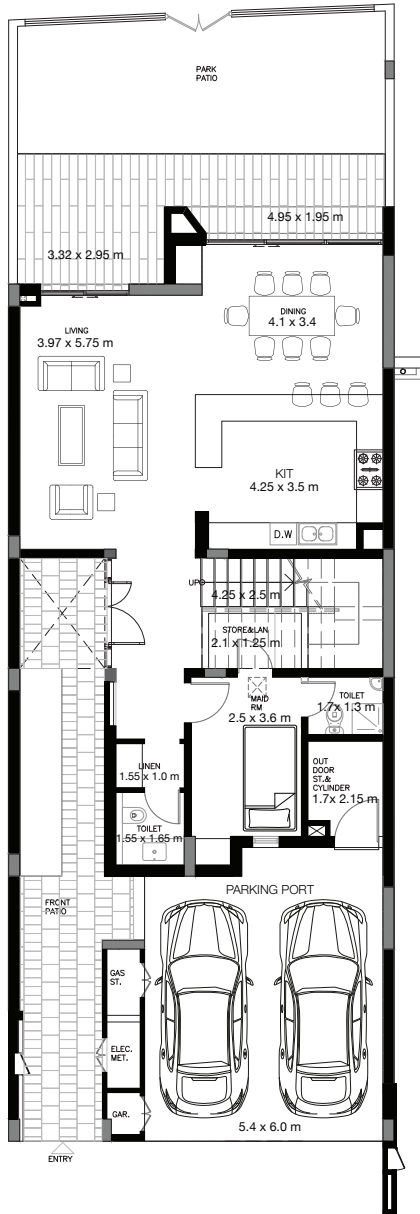 PARK
PATIO
4.95 x 1.95 m
3.32 x 2.95 m
DINING
4.1 x 3.4
LIVING
3.97 x 5.75 m
KIT
4.25 x 3.5 m
D.W
UP
4.25 x 2.5 m
STORE&LAN
2.1 x 1.25 m
MAID
RM
2.5 x 3.6 m
TOILET
1.7x 1.3 m
LINEN
1.55 x 1.0 m
OUT
DOOR
ST.&
CYLINDER
1.7x 2.15 m
TOILET
1.55 x 1.65 m
PARKING PORT
FRONT
PATIO
GAS
ST.
ELEC.
MET.
GAR.
5.4 x 6.0 m
ENTRY